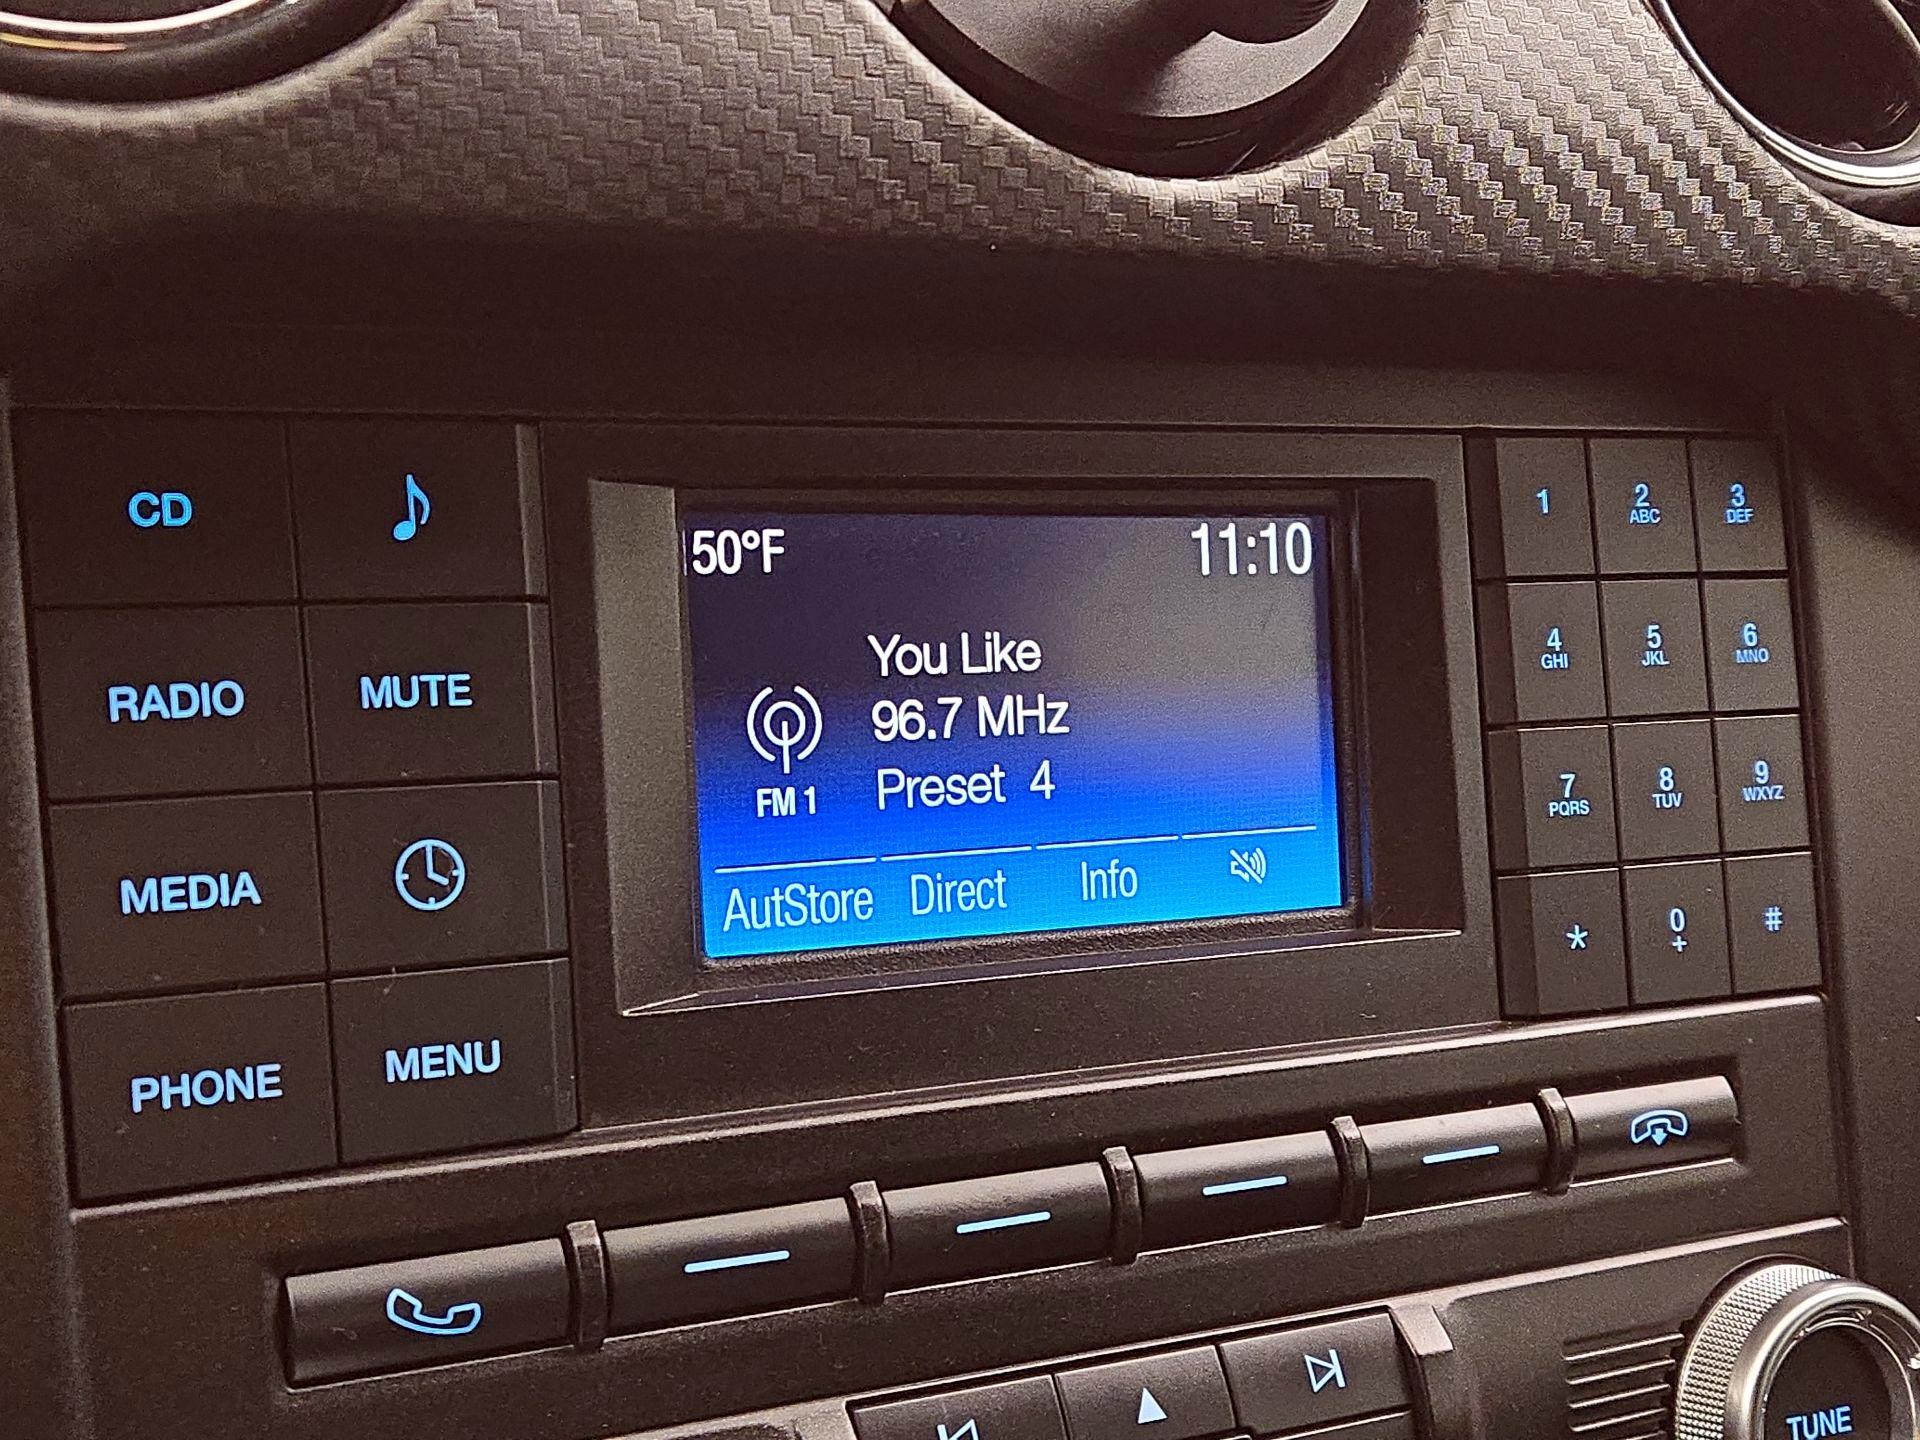 50°F
11:10
You Like
96.7 MHz
Preset 4
FM 1
AutStore
Direct
Info
CD
RADIO
MUTE
MEDIA
PHONE
MENU
1
2
ABC
3
DEF
4
GHI
5
JKL
6
MNO
7
PQRS
8
TUV
9
WXYZ
*
0
+
#
TUNE